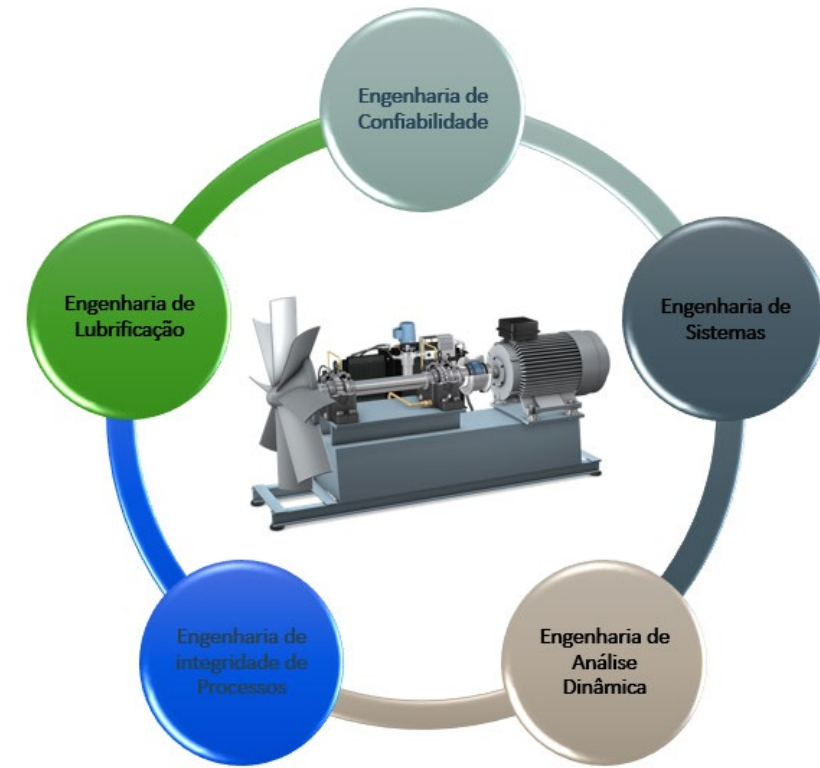 Engenharia de
Confiabilidade
Engenharia de
Sistemas
Engenharia de
Análise
Dinâmica
Engenharia de
integridade de
Processos
Engenharia de
Lubrificação